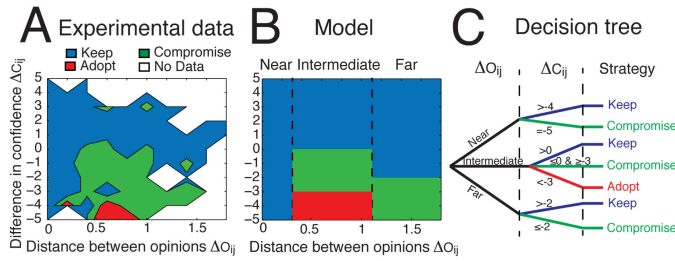 A Experimental data
Keep
Compromise
Adopt
No Data
Difference in confidence ΔCij
5
4
3
2
1
0
−1
−2
−3
−4
−5
0
0.5
1
1.5
Distance between opinions ΔOij
B Model
Near Intermediate Far
5
4
3
2
1
0
−1
−2
−3
−4
−5
0
0.5
1
1.5
Distance between opinions ΔOij
C Decision tree
ΔOij ΔCij Strategy
Near
Intermediate
Far
>-4 Keep
=-5 Compromise
>0 Keep
≤0 & ≥-3 Compromise
<-3 Adopt
>-2 Keep
≤-2 Compromise